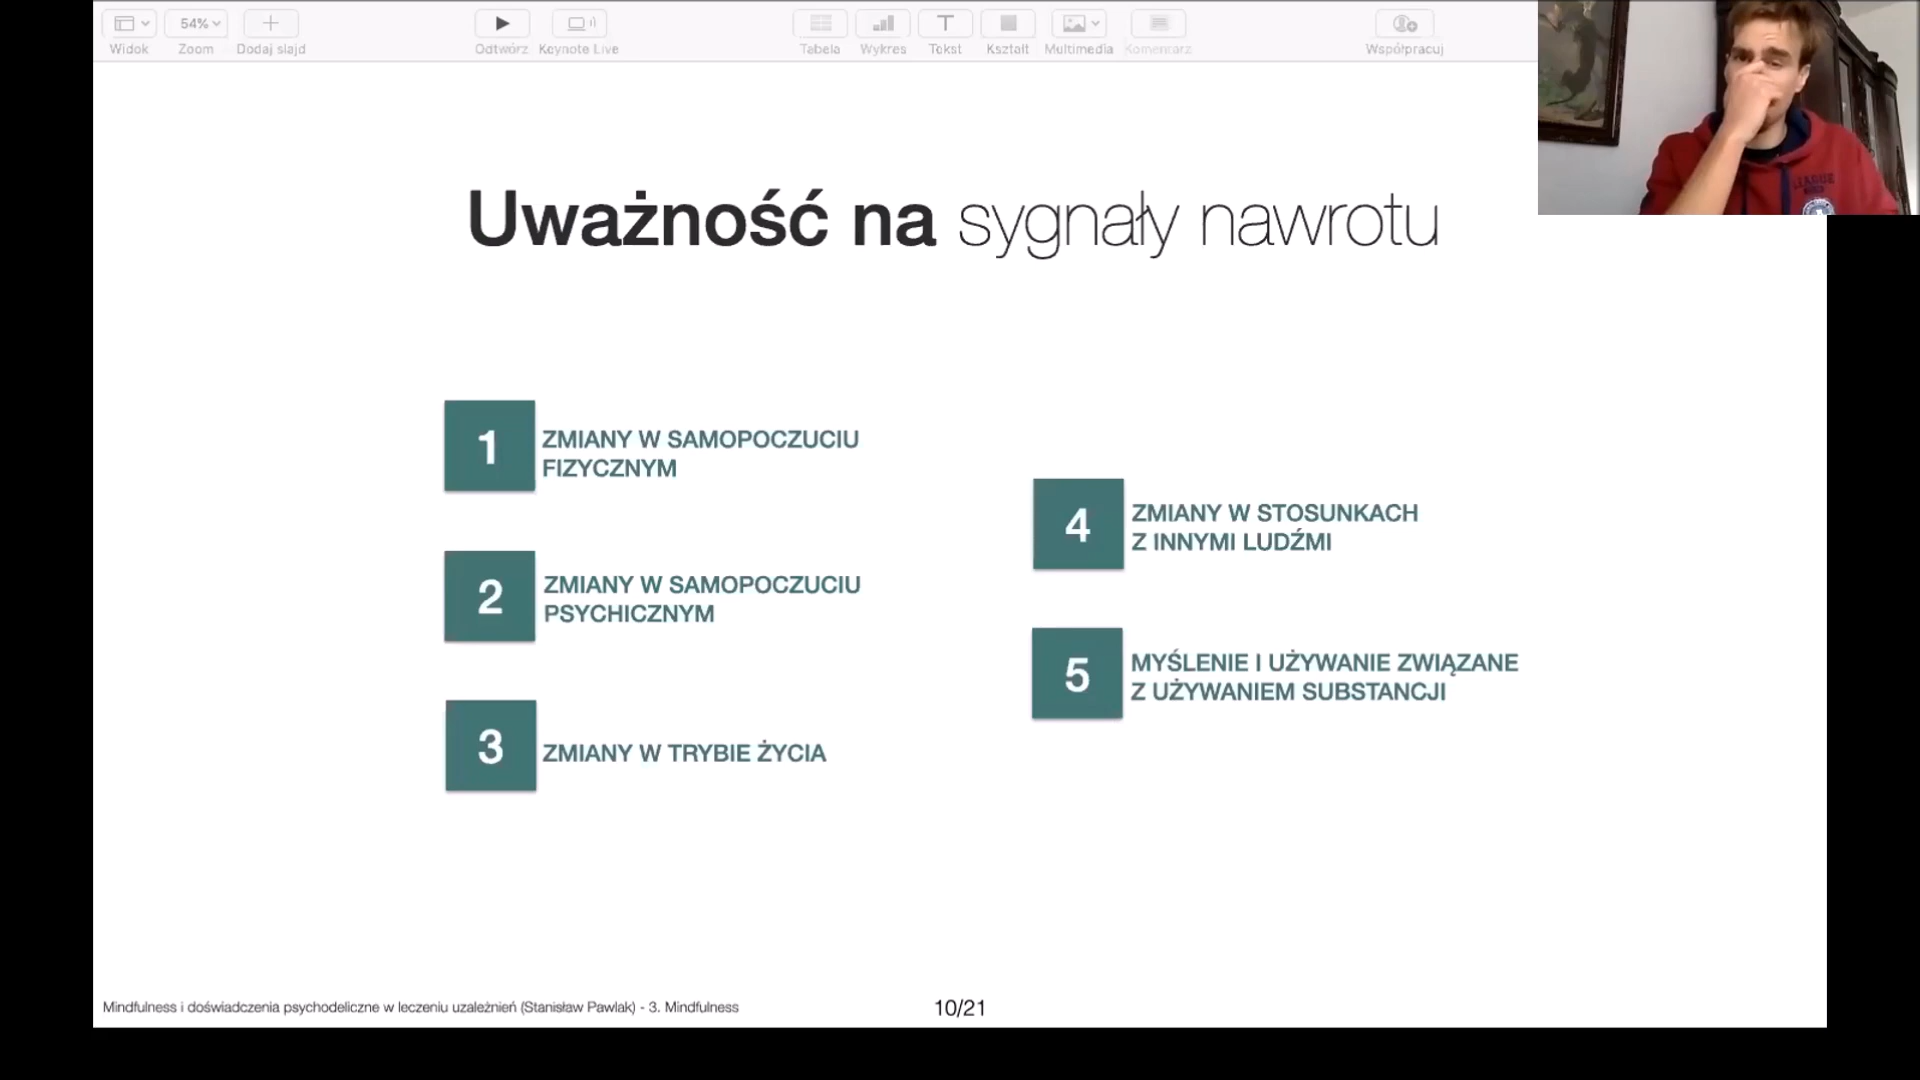 54%
Widok
Zoom
Dodaj slajd
Odtwórz
Keynote Live
Tabela
Wykres
Tekst
Kształt
Multimedia
Komentarz
Współpracuj
LEAGUE
Uważność na sygnały nawrotu
1
ZMIANY W SAMOPOCZUCIU
FIZYCZNYM
2
ZMIANY W SAMOPOCZUCIU
PSYCHICZNYM
3
ZMIANY W TRYBIE ŻYCIA
4
ZMIANY W STOSUNKACH
Z INNYMI LUDŹMI
5
MYŚLENIE I UŻYWANIE ZWIĄZANE
Z UŻYWANIEM SUBSTANCJI
Mindfulness i doświadczenia psychodeliczne w leczeniu uzależnień (Stanisław Pawlak) - 3. Mindfulness
10/21